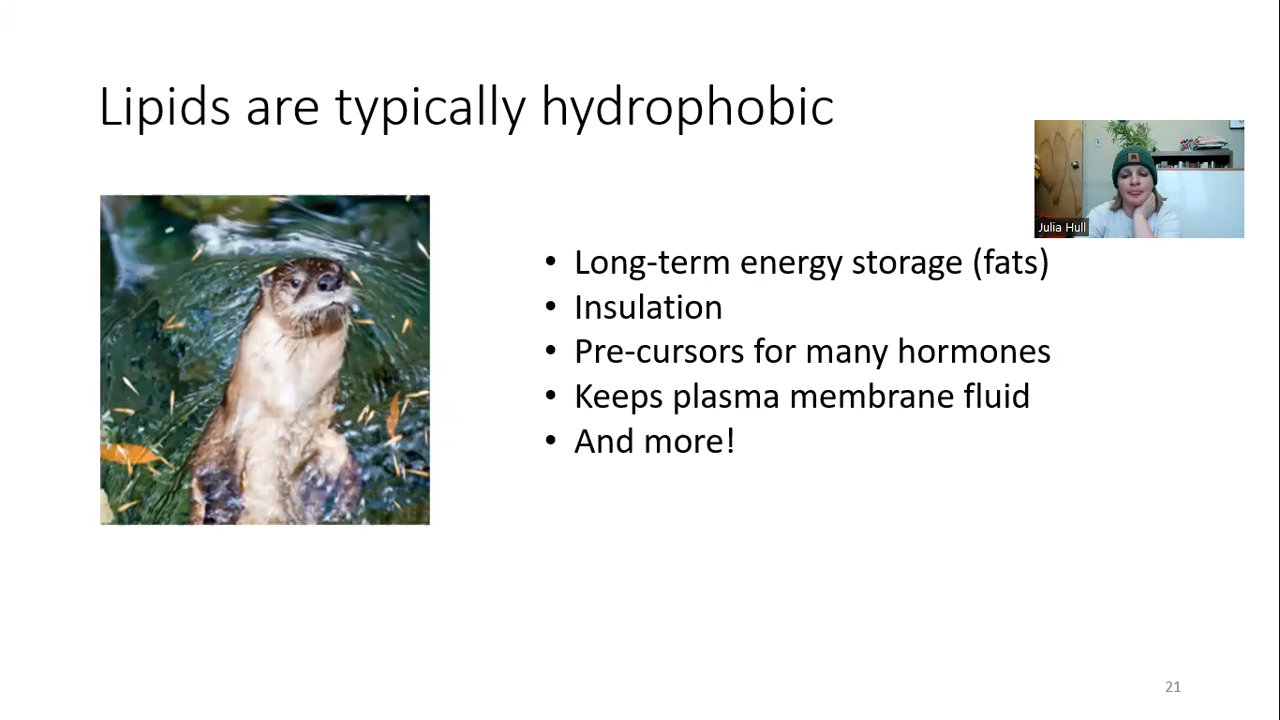 Lipids are typically hydrophobic
Julia Hull
• Long-term energy storage (fats)
• Insulation
• Pre-cursors for many hormones
• Keeps plasma membrane fluid
• And more!
21